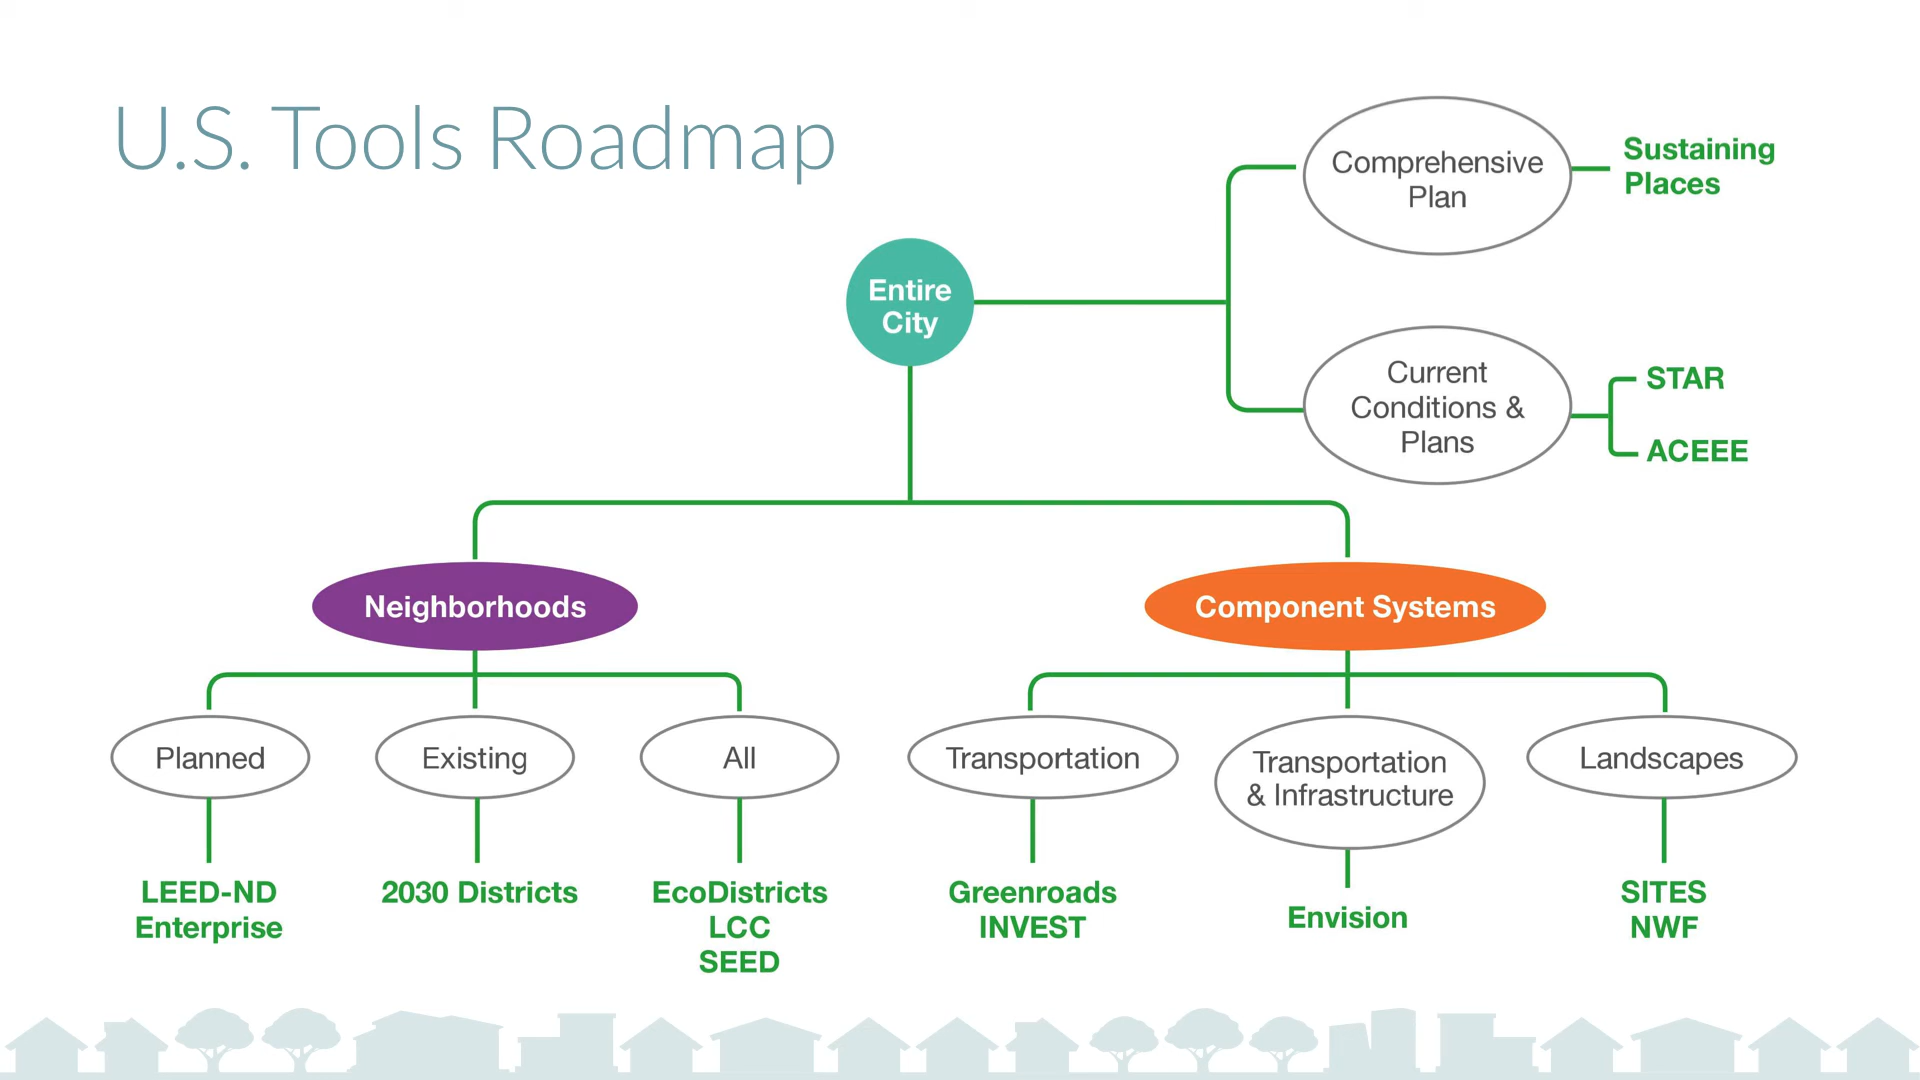 U.S. Tools Roadmap
Comprehensive
Plan
Sustaining
Places
Entire
City
Current
Conditions &
Plans
STAR
ACEEE
Neighborhoods
Component Systems
Planned
Existing
All
Transportation
Transportation
& Infrastructure
Landscapes
LEED-ND
Enterprise
2030 Districts
EcoDistricts
LCC
SEED
Greenroads
INVEST
Envision
SITES
NWF